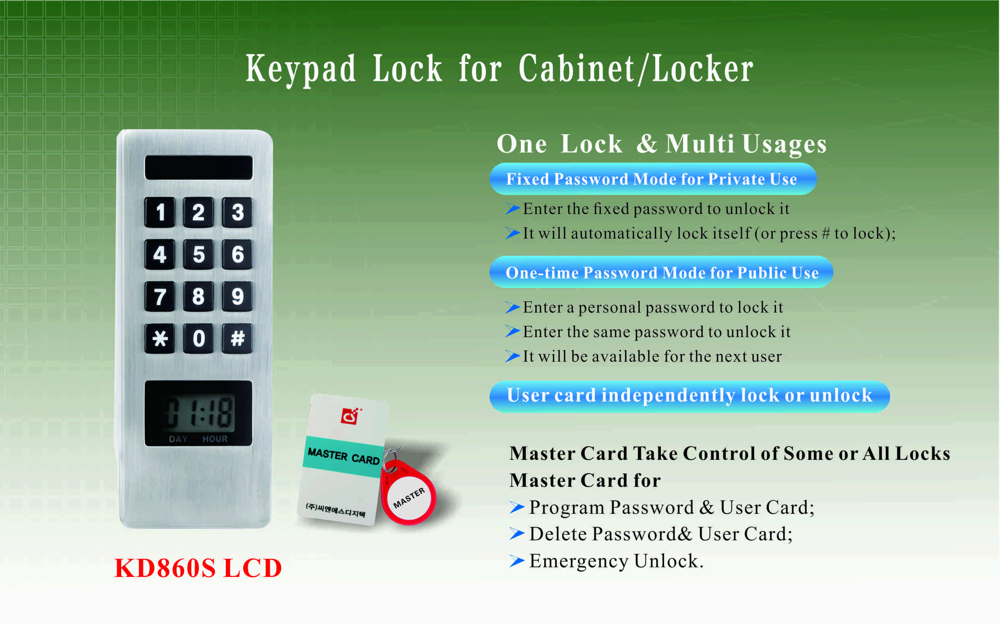 Keypad Lock for Cabinet/Locker
One Lock & Multi Usages
Fixed Password Mode for Private Use
Enter the fixed password to unlock it
It will automatically lock itself (or press # to lock);
One-time Password Mode for Public Use
Enter a personal password to lock it
Enter the same password to unlock it
It will be available for the next user
User card independently lock or unlock
Master Card Take Control of Some or All Locks
Master Card for
Program Password & User Card;
Delete Password& User Card;
Emergency Unlock.
1 2 3
4 5 6
7 8 9
* 0 #
01:18
DAY HOUR
CS
MASTER CARD
(주)씨앤에스디지텍
MASTER
KD860S LCD